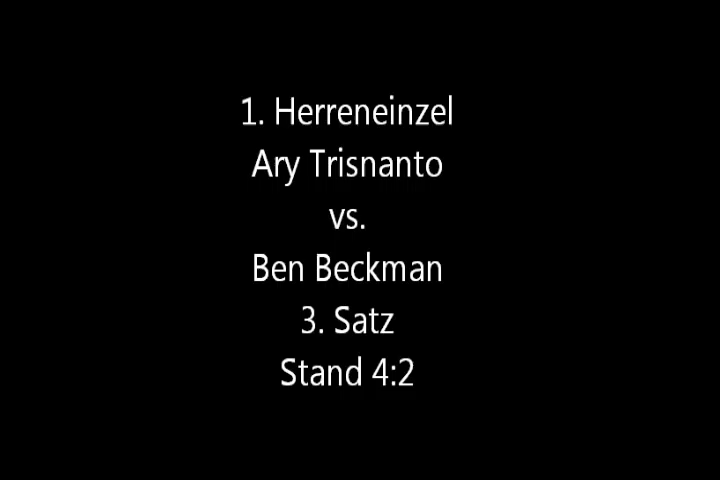 1. Herreneinzel
Ary Trisnanto
vs.
Ben Beckman
3. Satz
Stand 4:2